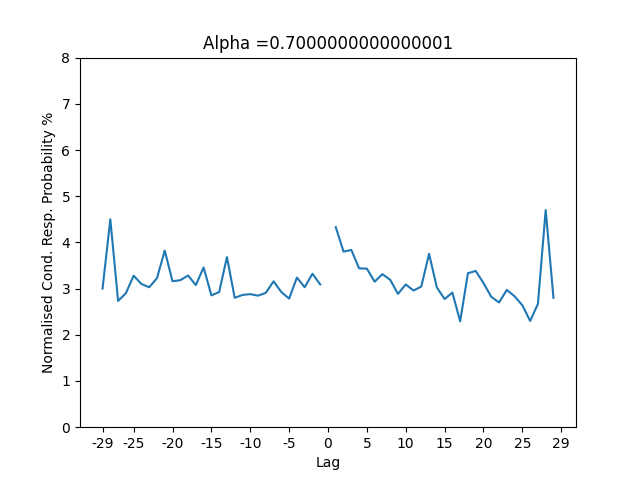 Alpha =0.7000000000000001
Normalised Cond. Resp. Probability %
8
7
6
5
4
3
2
1
0
-29 -25 -20 -15 -10 -5 0 5 10 15 20 25 29
Lag